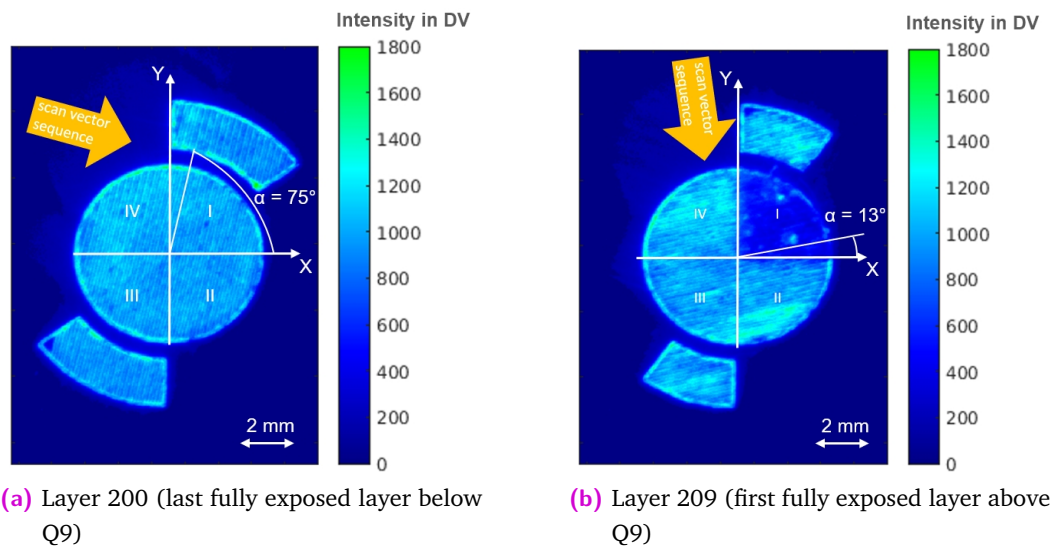 Intensity in DV
1800
1600
1400
1200
1000
800
600
400
200
0
Y
scan vector
sequence
IV
I
α = 75°
X
III
II
2 mm
(a) Layer 200 (last fully exposed layer below
Q9)
Intensity in DV
1800
1600
1400
1200
1000
800
600
400
200
0
Y
scan vector
sequence
IV
I
α = 13°
X
III
II
2 mm
(b) Layer 209 (first fully exposed layer above
Q9)